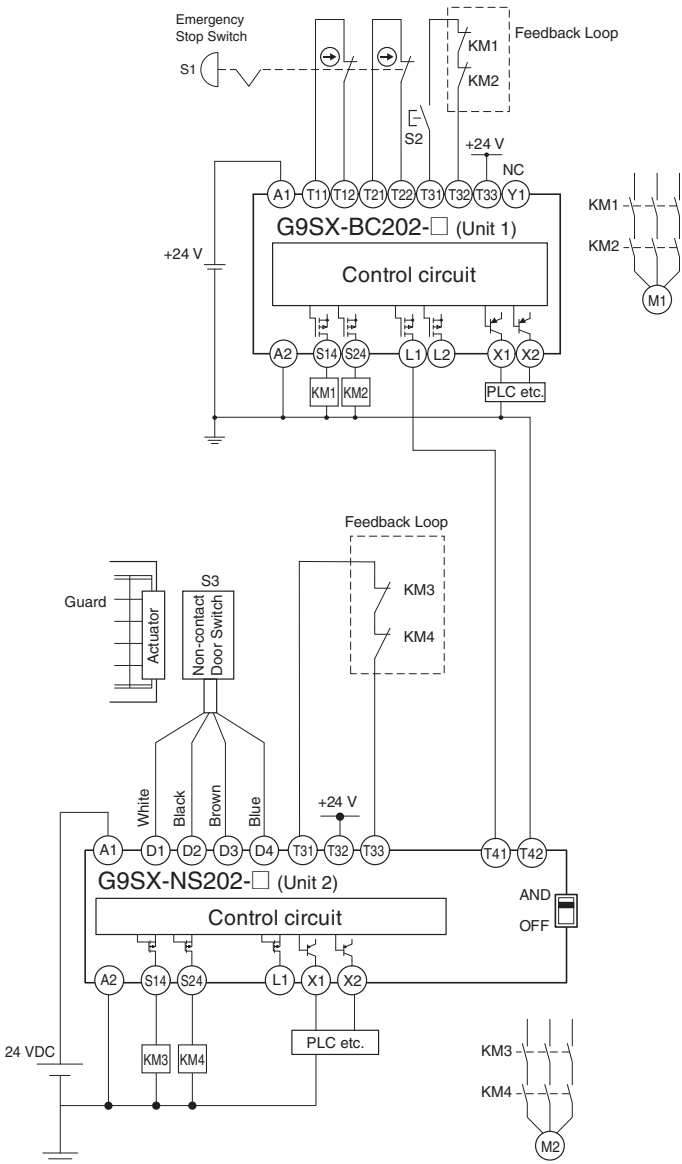 Emergency
Stop Switch
S1
KM1
KM2
Feedback Loop
S2
+24 V
NC
A1 T11 T12 T21 T22 T31 T32 T33 Y1
G9SX-BC202-□ (Unit 1)
+24 V
Control circuit
A2 S14 S24 L1 L2 X1 X2
KM1 KM2
PLC etc.
KM1
KM2
M1
Feedback Loop
KM3
KM4
Guard
Actuator
S3
Non-contact
Door Switch
White
Black
Brown
Blue
+24 V
A1 D1 D2 D3 D4 T31 T32 T33 T41 T42
G9SX-NS202-□ (Unit 2)
AND
OFF
Control circuit
A2 S14 S24 L1 X1 X2
24 VDC
KM3 KM4
PLC etc.
KM3
KM4
M2